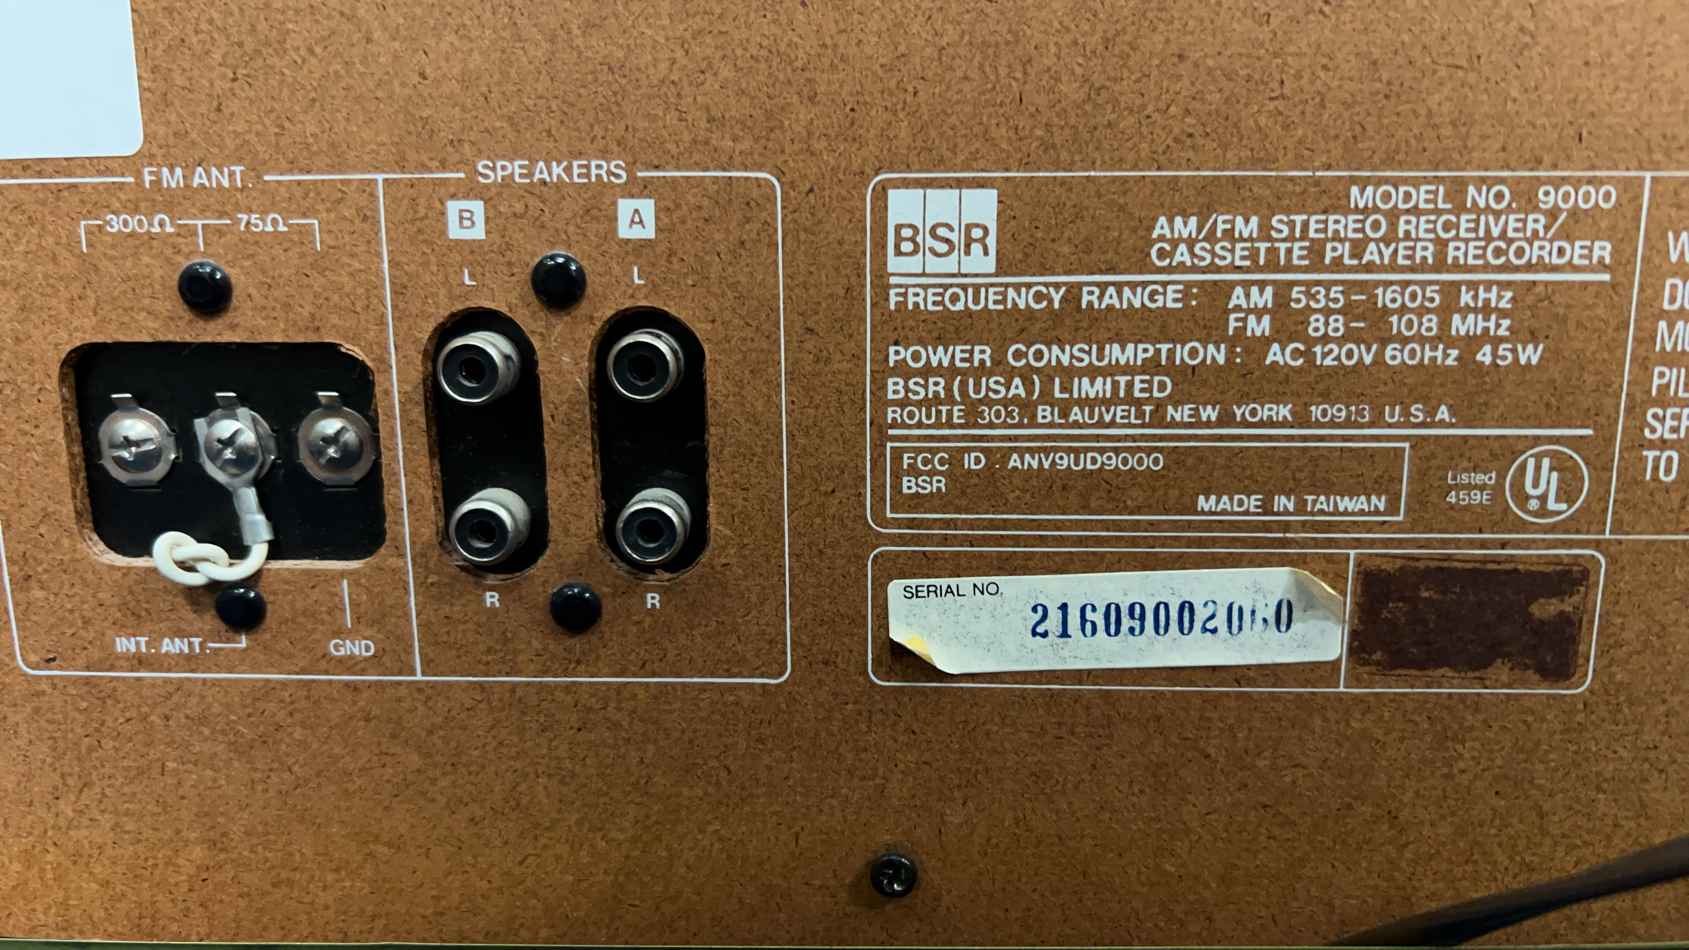 FM ANT.
300Ω 75Ω
INT. ANT.
GND
SPEAKERS
B A
L L
R R
BSR
MODEL NO. 9000
AM/FM STEREO RECEIVER/
CASSETTE PLAYER RECORDER
FREQUENCY RANGE: AM 535-1605 kHz
FM 88- 108 MHz
POWER CONSUMPTION: AC 120V 60Hz 45W
BSR (USA) LIMITED
ROUTE 303, BLAUVELT NEW YORK 10913 U.S.A.
FCC ID. ANV9UD9000
BSR
MADE IN TAIWAN
Listed
459E
UL
SERIAL NO.
TO